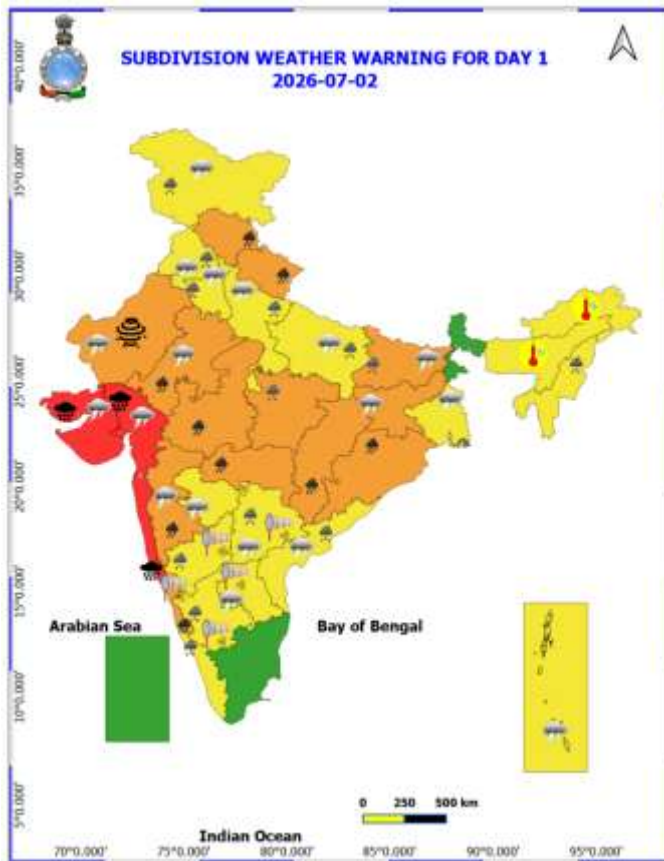 SUBDIVISION WEATHER WARNING FOR DAY 1
2026-07-02
40°0.000'
35°0.000'
30°0.000'
25°0.000'
20°0.000'
15°0.000'
10°0.000'
5°0.000'
Arabian Sea
Bay of Bengal
0 250 500 km
Indian Ocean
70°0.000' 75°0.000' 80°0.000' 85°0.000' 90°0.000' 95°0.000'